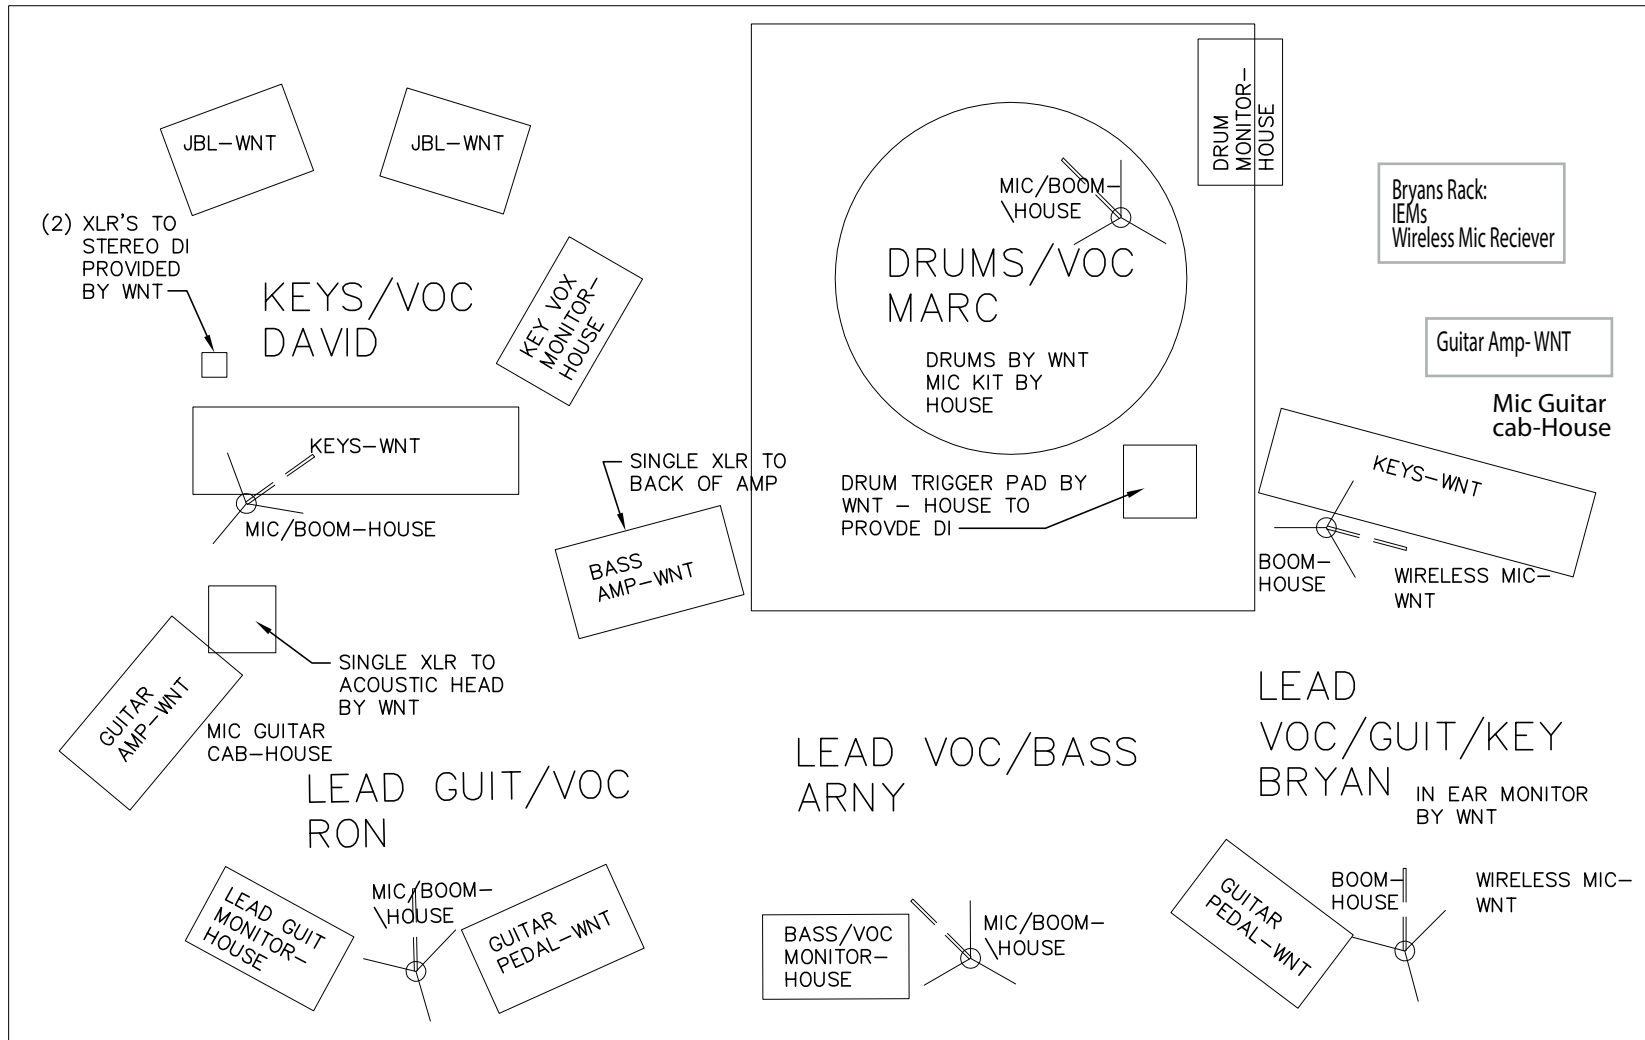 JBL-WNT
JBL-WNT
(2) XLR'S TO
STEREO DI
PROVIDED
BY WNT
KEYS/VOC
DAVID
KEY VOX
MONITOR-
HOUSE
KEYS-WNT
MIC/BOOM-HOUSE
SINGLE XLR TO
BACK OF AMP
BASS
AMP-WNT
DRUM
MONITOR-
HOUSE
MIC/BOOM-
\HOUSE
DRUMS/VOC
MARC
DRUMS BY WNT
MIC KIT BY
HOUSE
DRUM TRIGGER PAD BY
WNT - HOUSE TO
PROVDE DI
Bryans Rack:
IEMs
Wireless Mic Reciever
Guitar Amp- WNT
Mic Guitar
cab-House
KEYS-WNT
BOOM-
HOUSE
WIRELESS MIC-
WNT
SINGLE XLR TO
ACOUSTIC HEAD
BY WNT
GUITAR
AMP-WNT
MIC GUITAR
CAB-HOUSE
LEAD GUIT/VOC
RON
LEAD GUIT
MONITOR-
HOUSE
MIC/BOOM-
\HOUSE
GUITAR
PEDAL-WNT
LEAD VOC/BASS
ARNY
BASS/VOC
MONITOR-
HOUSE
MIC/BOOM-
\HOUSE
LEAD
VOC/GUIT/KEY
BRYAN
IN EAR MONITOR
BY WNT
GUITAR
PEDAL-WNT
BOOM-
HOUSE
WIRELESS MIC-
WNT